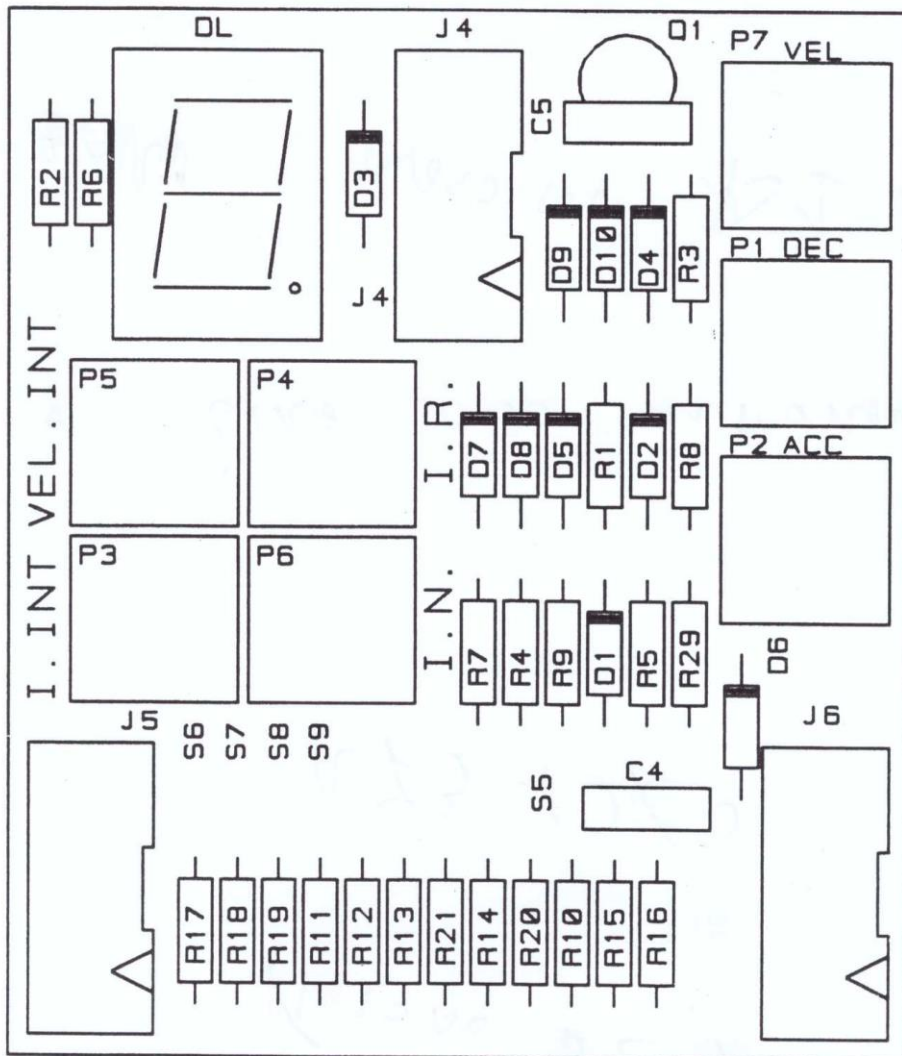 DL
J4
Q1
P7 VEL
C5
R2
R6
D3
D9
D10
D4
R3
P1 DEC
J4
VEL.INT
P5
P4
I.R.
D7
D8
D5
R1
D2
R8
P2 ACC
I.INT
P3
P6
I.N.
R7
R4
R9
D1
R5
R29
D6
J5
S6
S7
S8
S9
J6
S5
C4
R17
R18
R19
R11
R12
R13
R21
R14
R20
R10
R15
R16